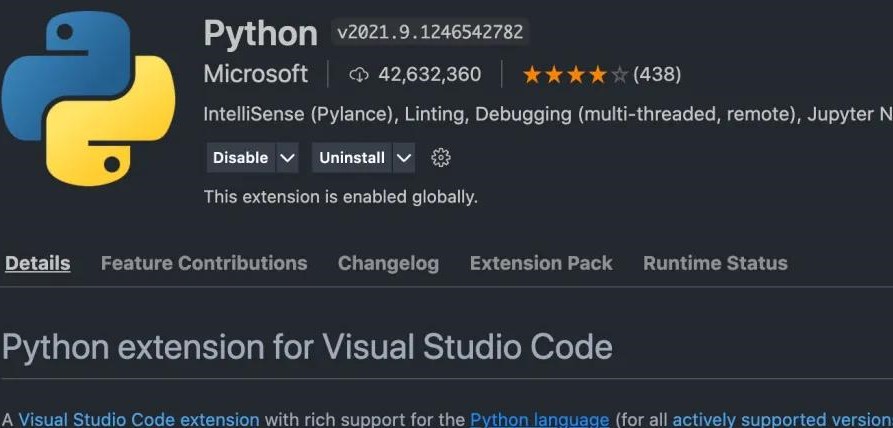 Python v2021.9.1246542782
Microsoft 42,632,360 (438)
IntelliSense (Pylance), Linting, Debugging (multi-threaded, remote), Jupyter N
Disable Uninstall
This extension is enabled globally.
Details Feature Contributions Changelog Extension Pack Runtime Status
Python extension for Visual Studio Code
A Visual Studio Code extension with rich support for the Python language (for all actively supported version